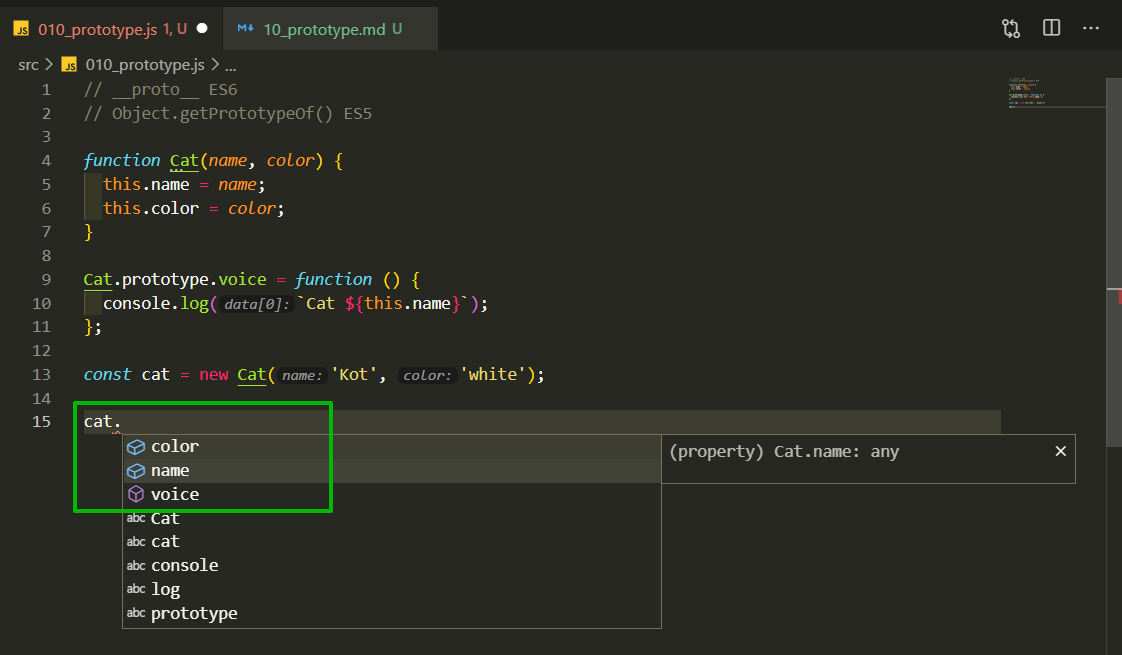 JS 010_prototype.js 1, U
M↓ 10_prototype.md U
src > JS 010_prototype.js > ...
1 // __proto__ ES6
2 // Object.getPrototypeOf() ES5
3
4 function Cat(name, color) {
5 this.name = name;
6 this.color = color;
7 }
8
9 Cat.prototype.voice = function () {
10 console.log( data[0]: `Cat ${this.name}`);
11 };
12
13 const cat = new Cat( name: 'Kot', color: 'white');
14
15 cat.
color
name
(property) Cat.name: any
voice
abc Cat
abc cat
abc console
abc log
abc prototype